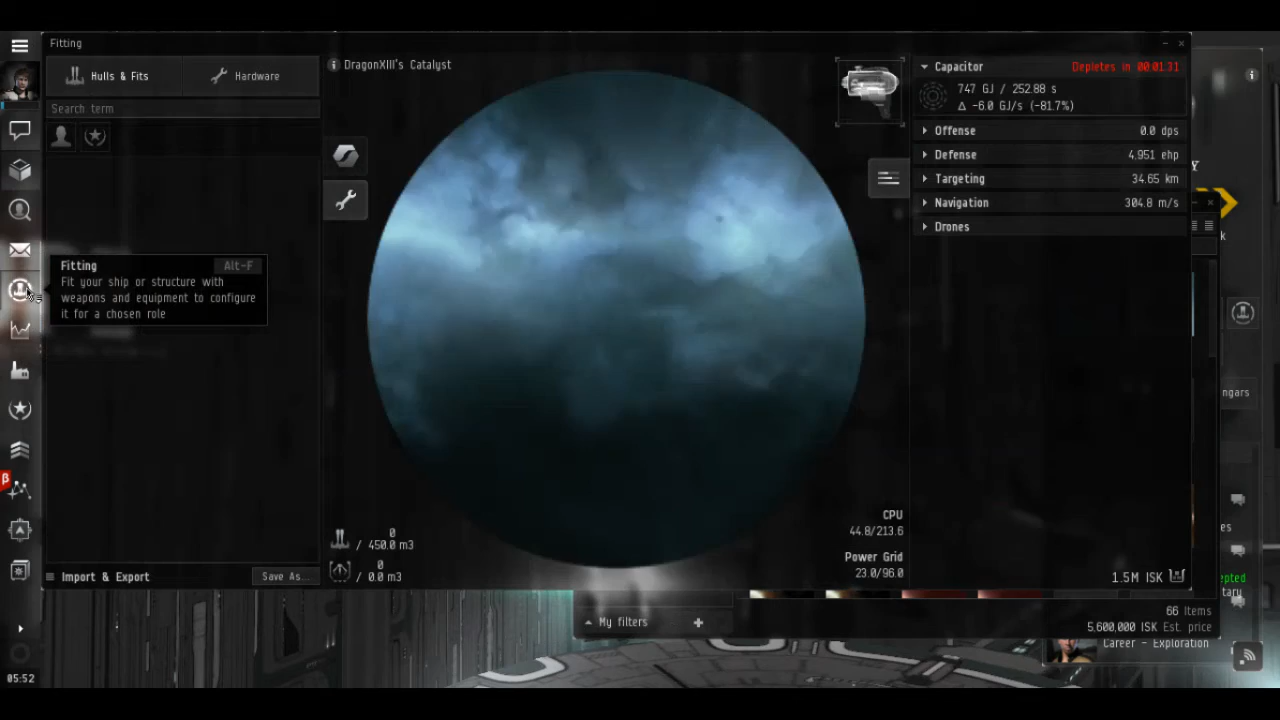 Fitting
Hulls & Fits
Hardware
Search term
DragonXIII's Catalyst
Capacitor
Depletes in 00:01:31
747 GJ / 252.88 s
Δ -6.0 GJ/s (-81.7%)
Offense
0.0 dps
Defense
4,951 ehp
Targeting
34.65 km
Navigation
304.8 m/s
Drones
Fitting
Alt-F
Fit your ship or structure with
weapons and equipment to configure
it for a chosen role
ngars
β
0
/ 450.0 m3
0
/ 0.0 m3
CPU
44.8/213.6
Power Grid
23.0/96.0
Import & Export
Save As...
1.5M ISK
es
epted
tary
My filters
+
66 Items
5,600,000 ISK Est. price
Career - Exploration
05:52